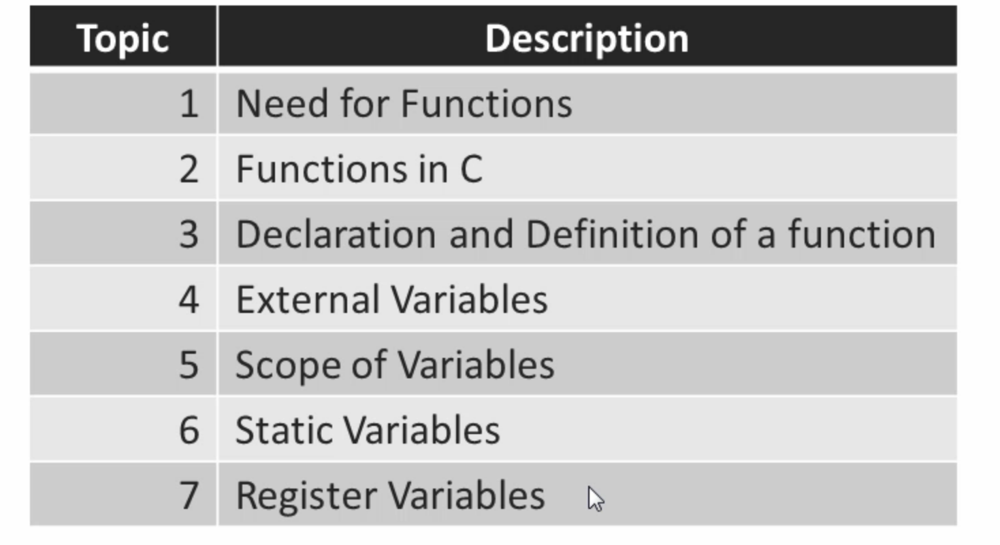 Topic Description
1 Need for Functions
2 Functions in C
3 Declaration and Definition of a function
4 External Variables
5 Scope of Variables
6 Static Variables
7 Register Variables